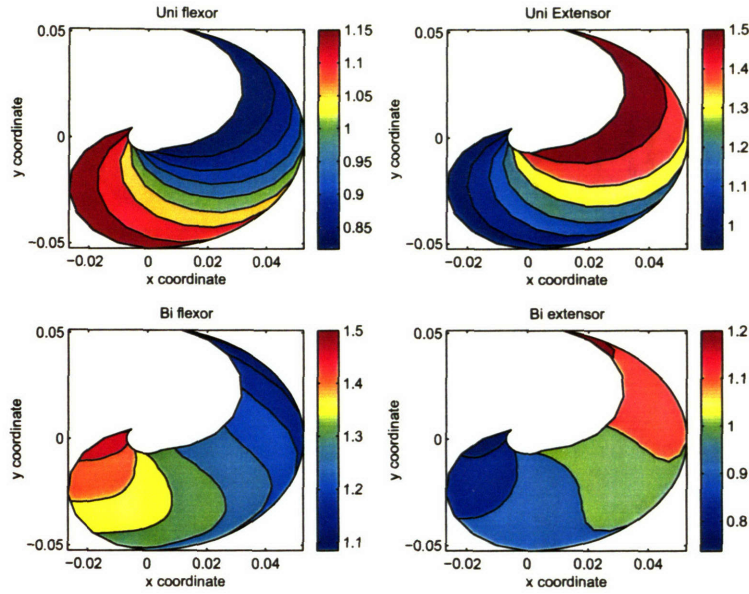 Uni flexor
0.05
0
−0.05
y coordinate
−0.02 0 0.02 0.04
x coordinate
1.15
1.1
1.05
1
0.95
0.9
0.85
Uni Extensor
0.05
0
−0.05
y coordinate
−0.02 0 0.02 0.04
x coordinate
1.5
1.4
1.3
1.2
1.1
1
Bi flexor
0.05
0
−0.05
y coordinate
−0.02 0 0.02 0.04
x coordinate
1.5
1.4
1.3
1.2
1.1
Bi extensor
0.05
0
−0.05
y coordinate
−0.02 0 0.02 0.04
x coordinate
1.2
1.1
1
0.9
0.8